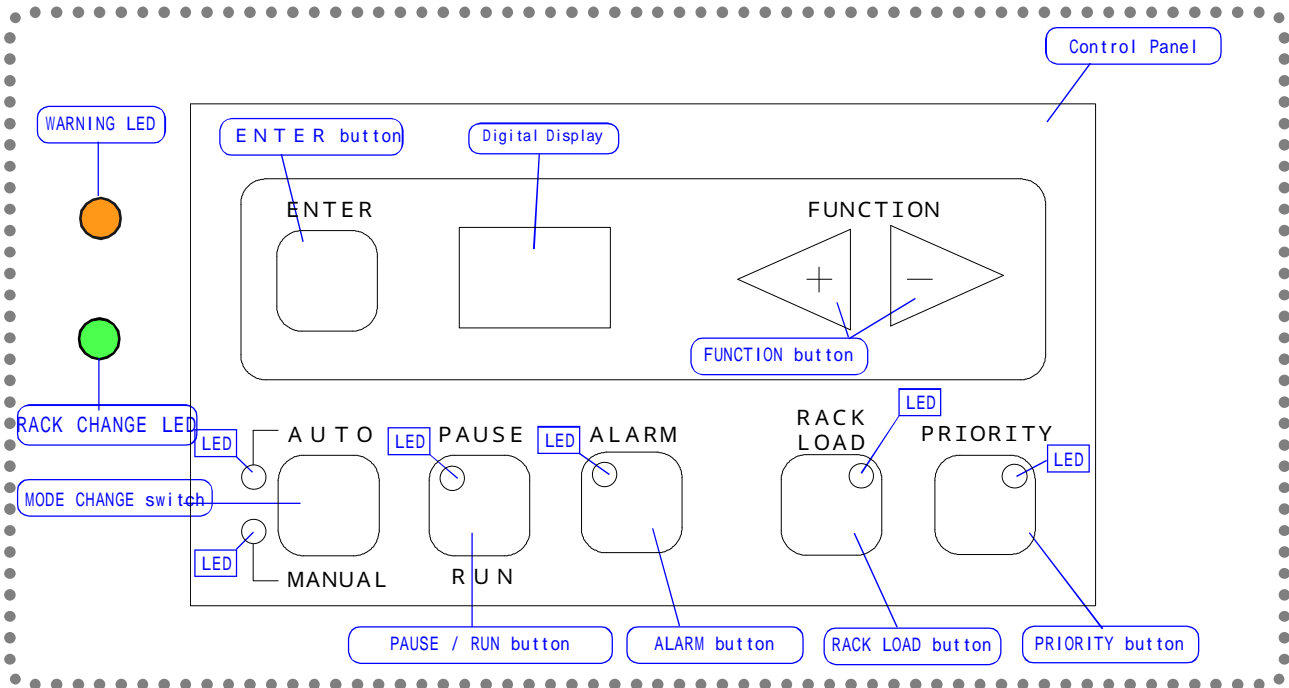 Control Panel
WARNING LED
ENTER button
Digital Display
ENTER
FUNCTION
+
−
FUNCTION button
RACK CHANGE LED
LED
AUTO
LED
PAUSE
LED
ALARM
RACK
LOAD
LED
PRIORITY
LED
MODE CHANGE switch
LED
MANUAL
RUN
PAUSE / RUN button
ALARM button
RACK LOAD button
PRIORITY button